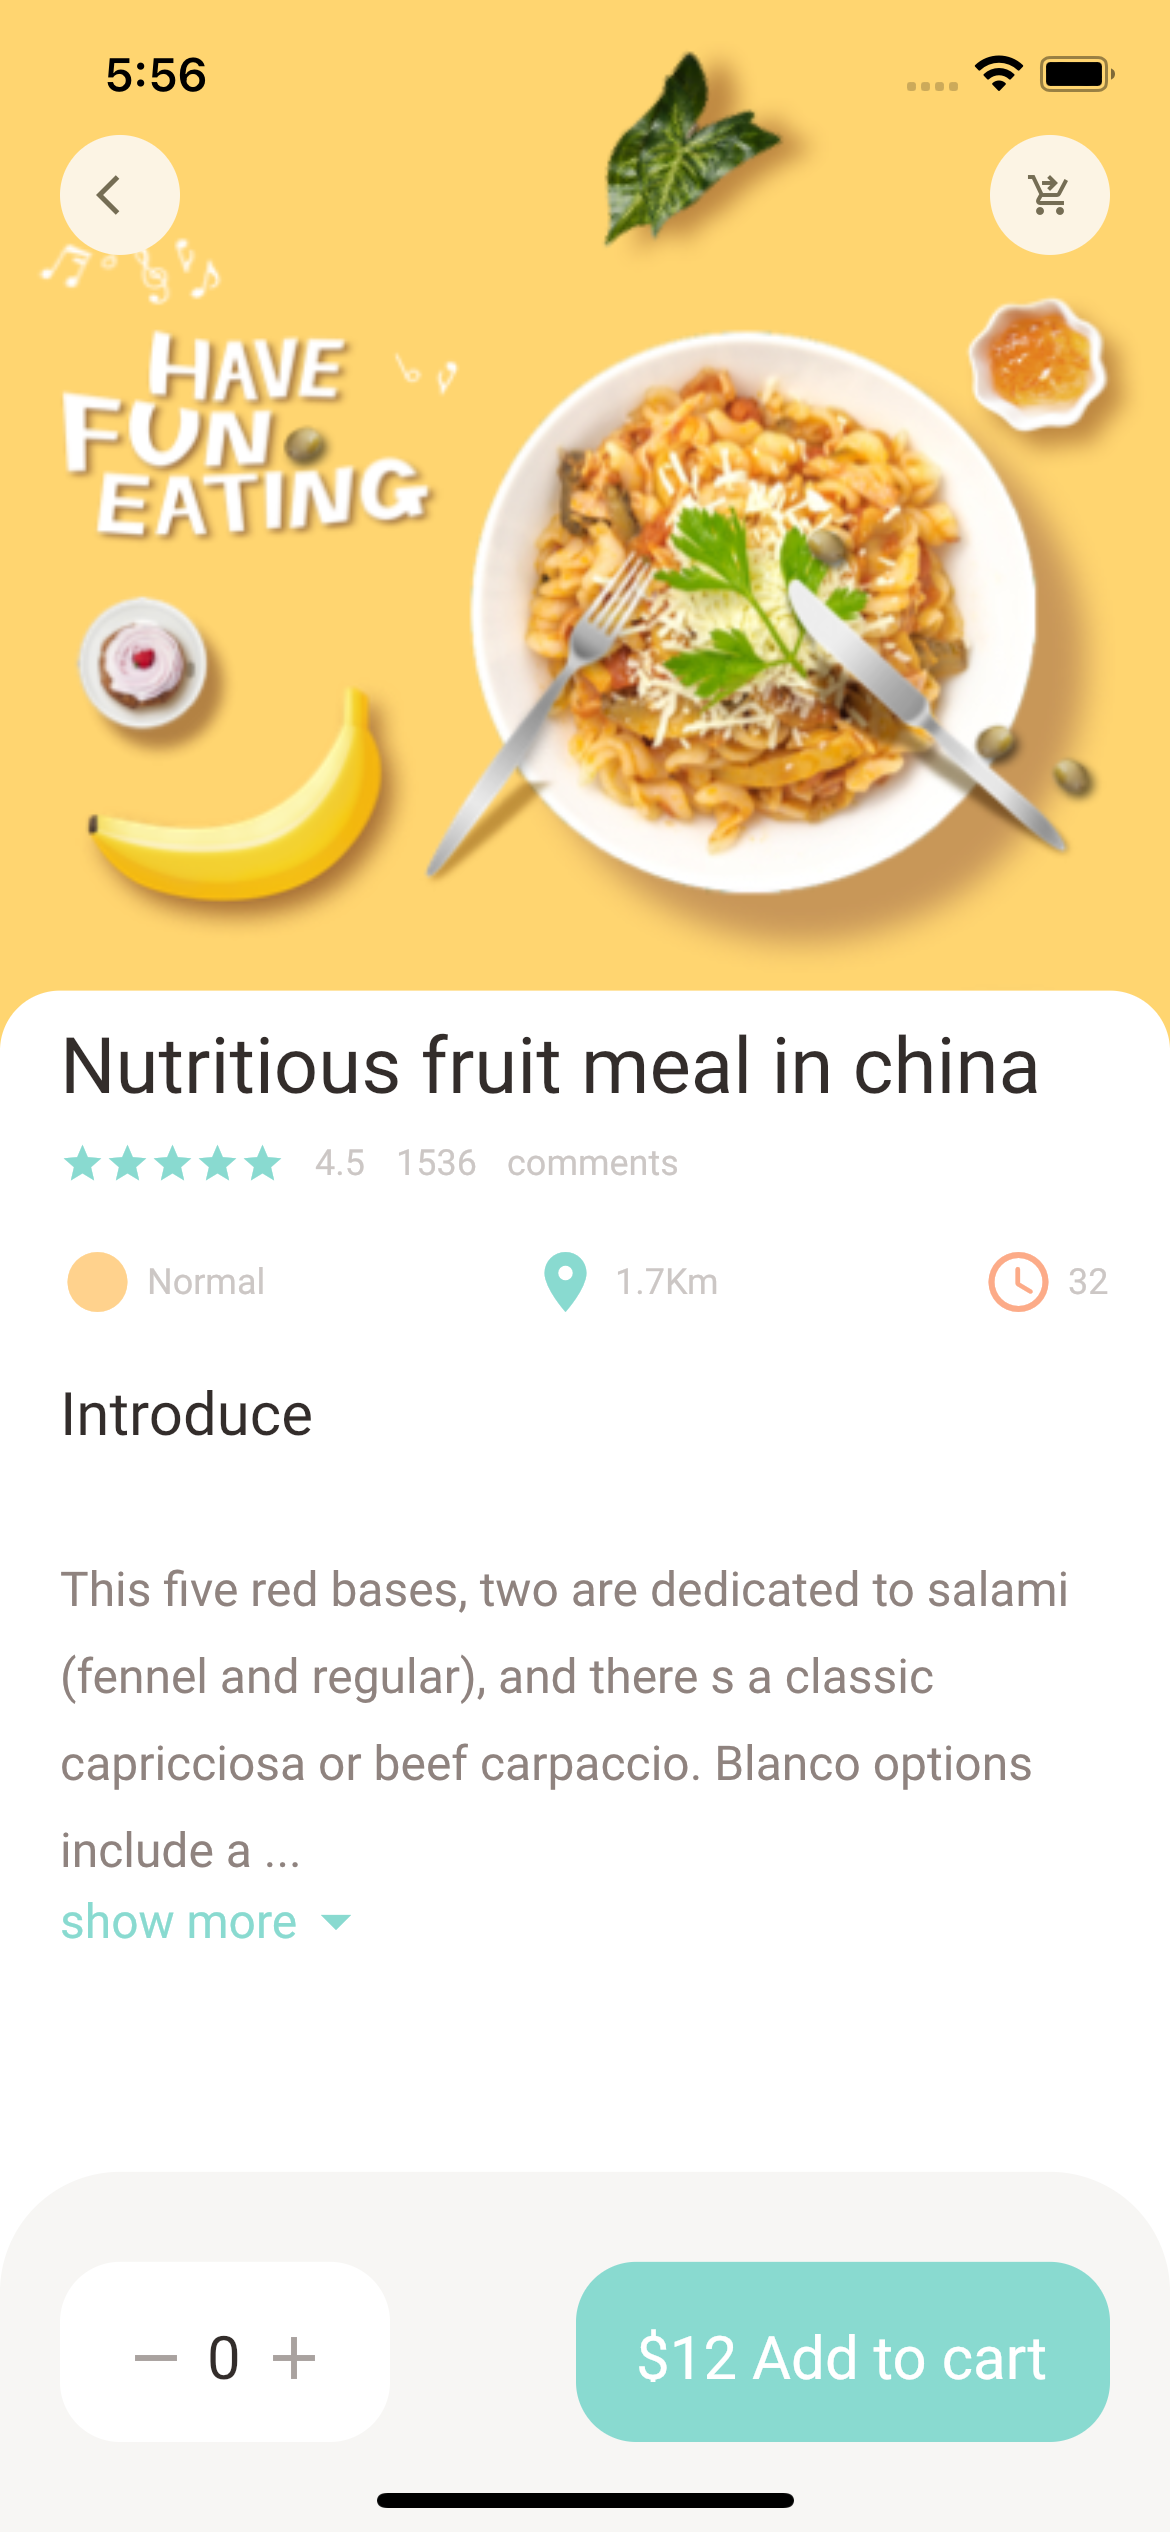 5:56
HAVE
FUN
EATING
Nutritious fruit meal in china
4.5 1536 comments
Normal 1.7Km 32
Introduce
This five red bases, two are dedicated to salami
(fennel and regular), and there s a classic
capricciosa or beef carpaccio. Blanco options
include a ...
show more
0 $12 Add to cart